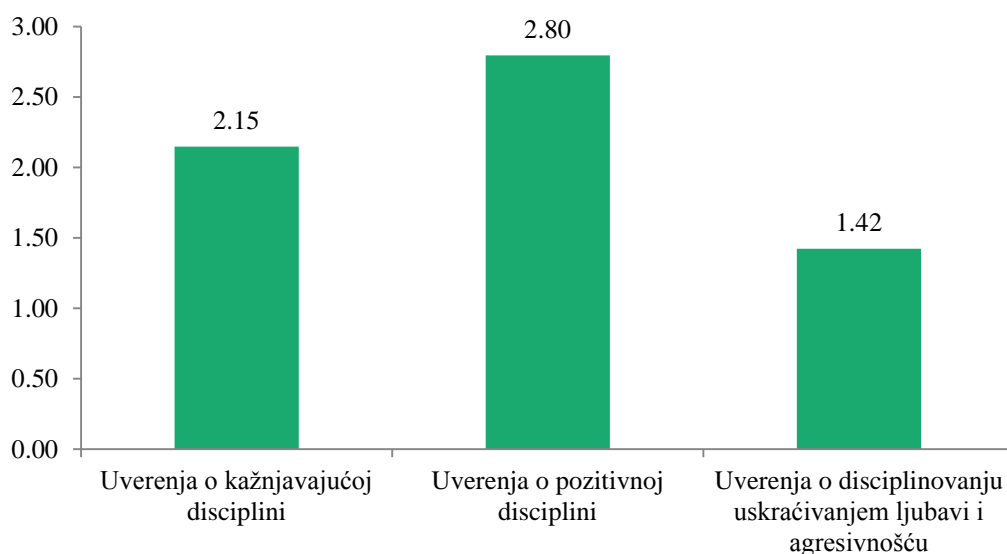 3.00
2.50
2.00
1.50
1.00
0.50
0.00
2.15
2.80
1.42
Uverenja o kažnjavajućoj
disciplini
Uverenja o pozitivnoj
disciplini
Uverenja o disciplinovanju
uskraćivanjem ljubavi i
agresivnošću